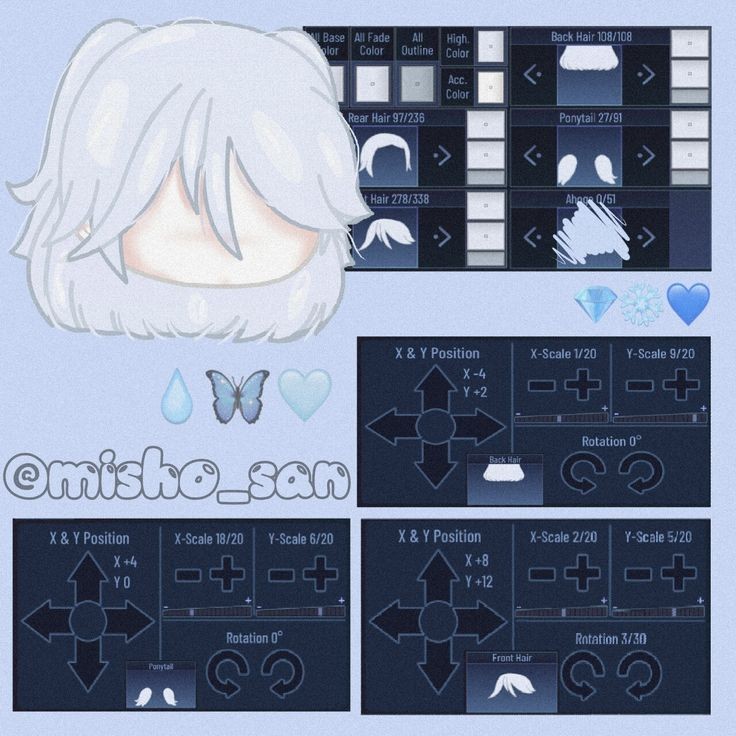 All Base
Color
All Fade
Color
All
Outline
High.
Color
Acc.
Color
Back Hair 108/108
Rear Hair 97/236
Ponytail 27/91
t Hair 278/338
Ahoge 0/51
X & Y Position
X -4
Y +2
X-Scale 1/20
Y-Scale 9/20
Rotation 0°
Back Hair
@misho_san
X & Y Position
X +4
Y 0
X-Scale 18/20
Y-Scale 6/20
Rotation 0°
Ponytail
X & Y Position
X +8
Y +12
X-Scale 2/20
Y-Scale 5/20
Rotation 3/30
Front Hair